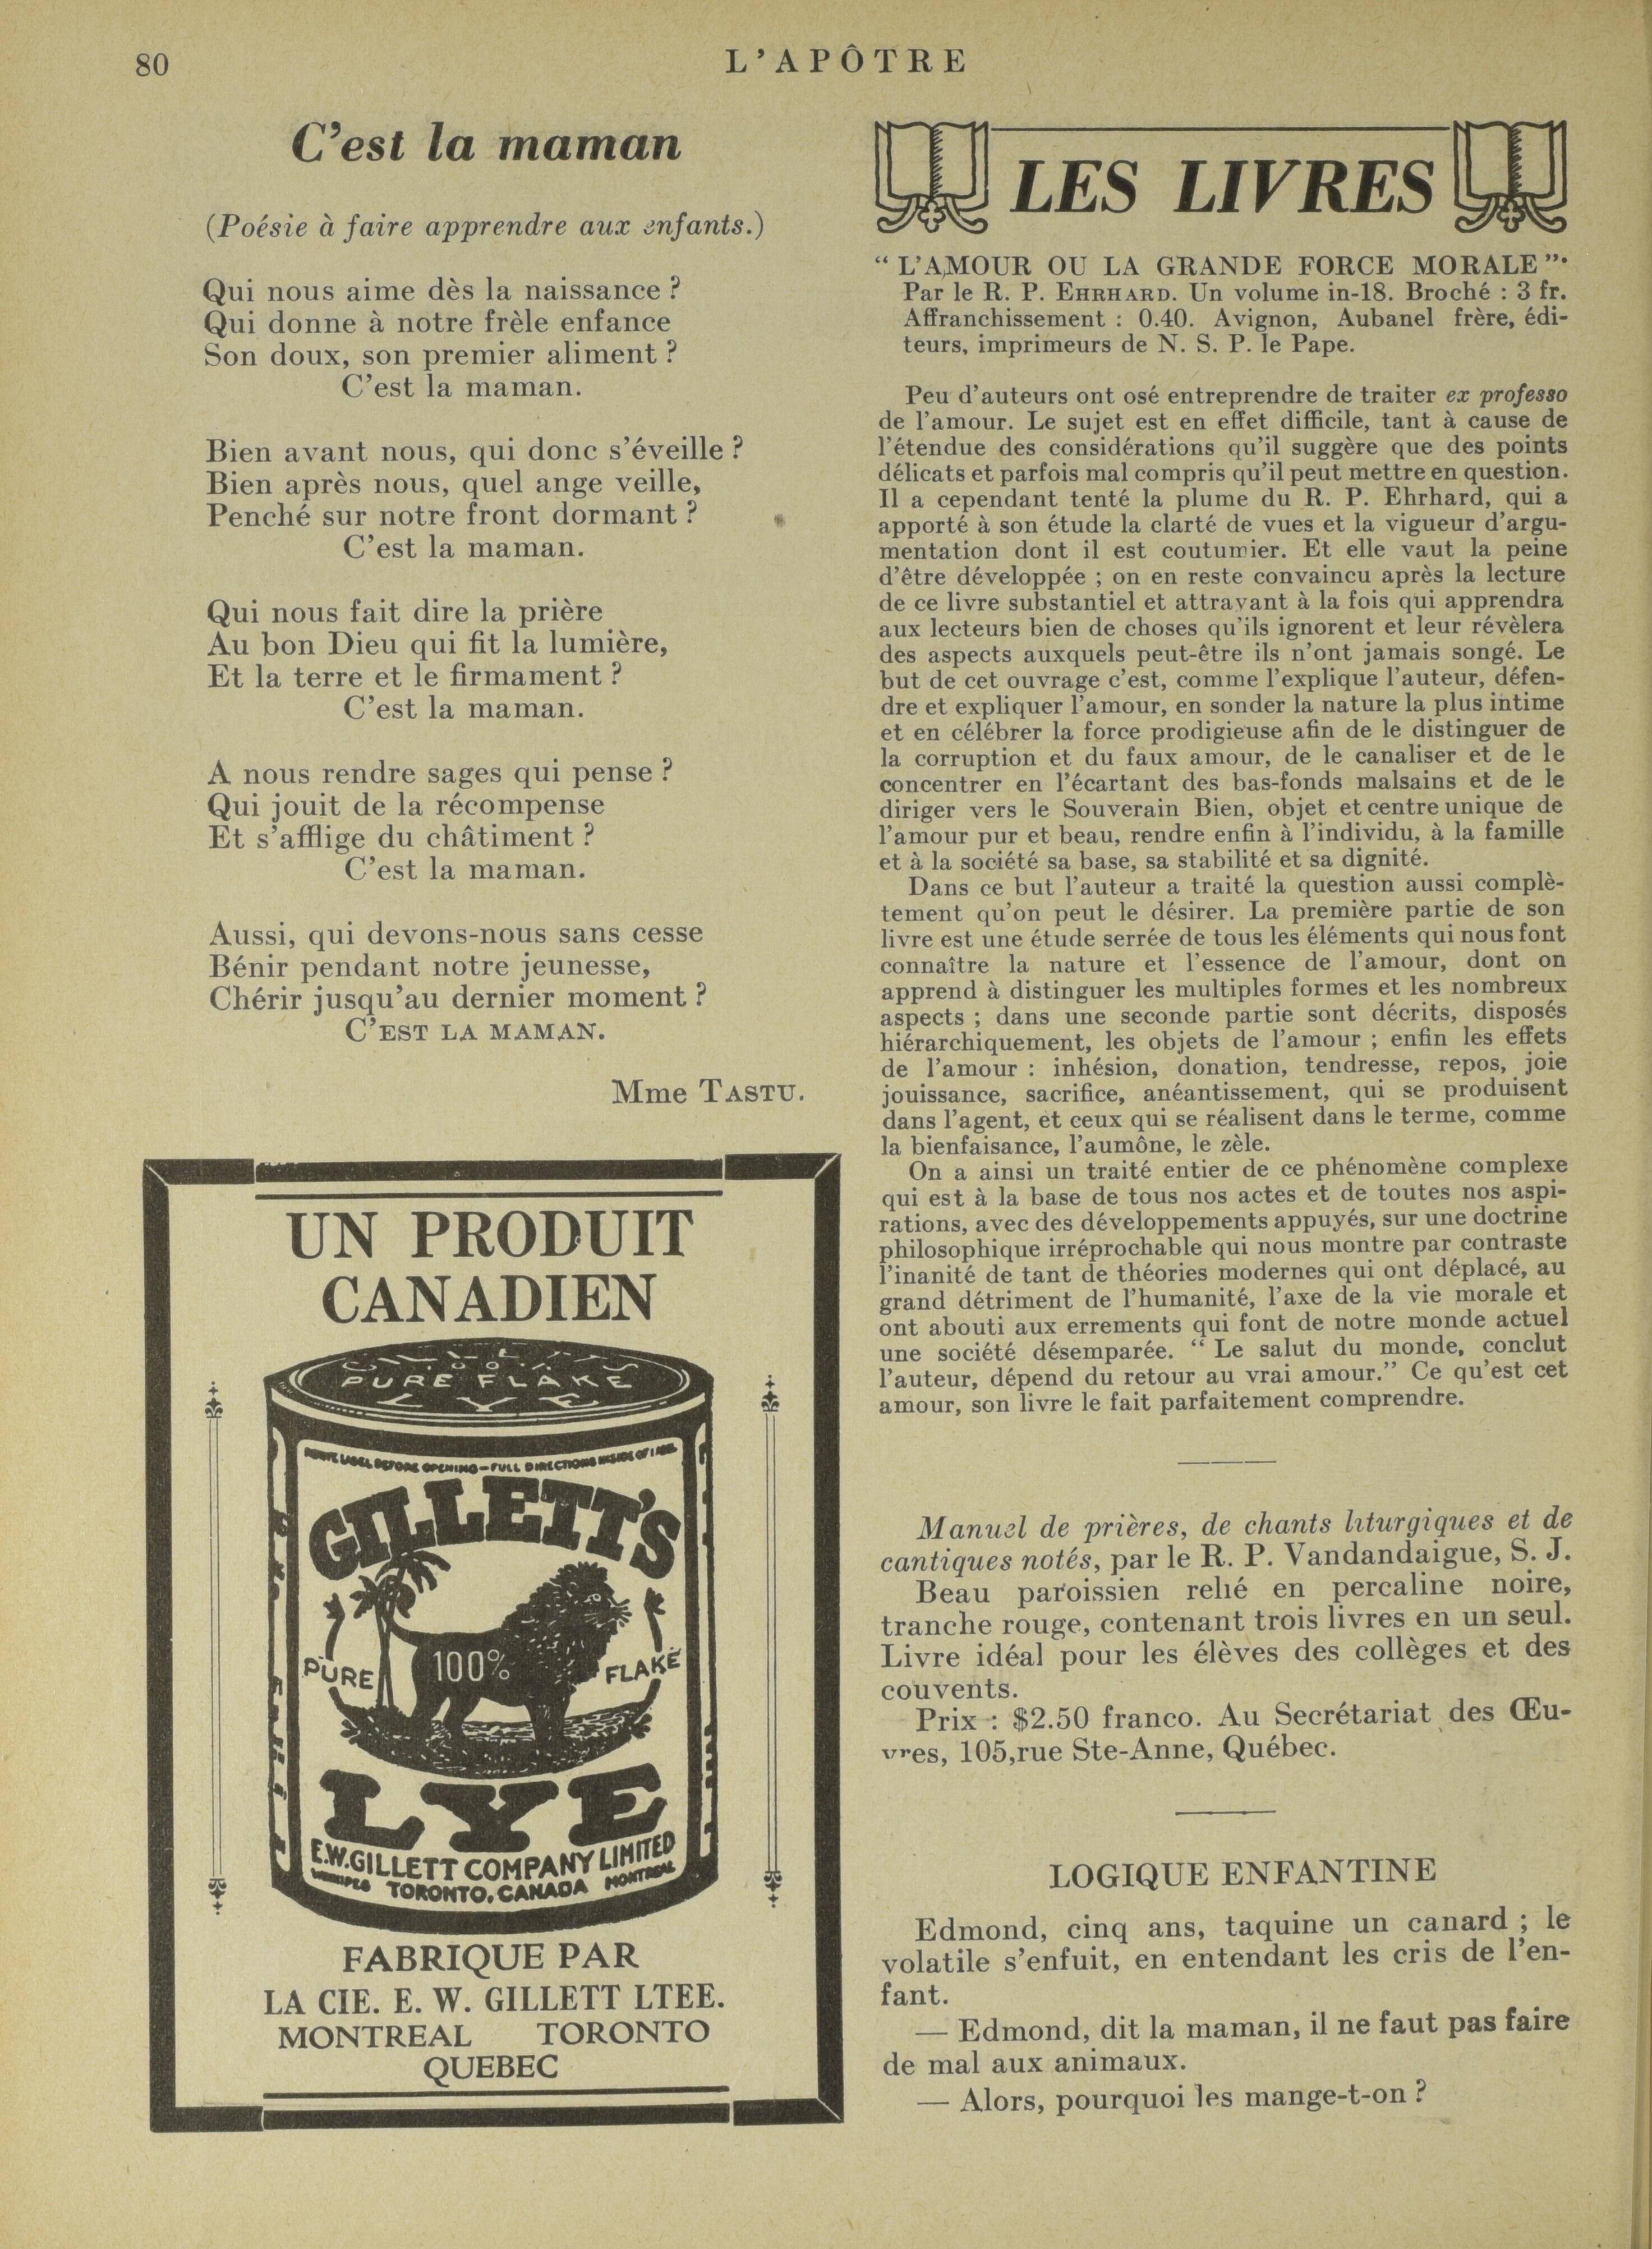 80
L'APÔTRE
C'est la maman
(Poésie à faire apprendre aux enfants.)
Qui nous aime dès la naissance ?
Qui donne à notre frêle enfance
Son doux, son premier aliment ?
C'est la maman.
Bien avant nous, qui donc s'éveille ?
Bien après nous, quel ange veille,
Penché sur notre front dormant ?
C'est la maman.
Qui nous fait dire la prière
Au bon Dieu qui fit la lumière,
Et la terre et le firmament ?
C'est la maman.
A nous rendre sages qui pense ?
Qui jouit de la récompense
Et s'afflige du châtiment ?
C'est la maman.
Aussi, qui devons-nous sans cesse
Bénir pendant notre jeunesse,
Chérir jusqu'au dernier moment ?
C'EST LA MAMAN.
Mme TASTU.
UN PRODUIT
CANADIEN
GILLETT'S
100%
PURE FLAKE
LYE
REMOVE LABEL BEFORE OPENING—FULL DIRECTIONS INSIDE OF LABEL
GILLETT'S
PURE 100% FLAKE
LYE
E.W.GILLETT COMPANY LIMITED
WINNIPEG TORONTO, CANADA MONTREAL
FABRIQUE PAR
LA CIE. E. W. GILLETT LTEE.
MONTREAL TORONTO
QUEBEC
LES LIVRES
“ L'AMOUR OU LA GRANDE FORCE MORALE ”.
Par le R. P. EHRHARD. Un volume in-18. Broché : 3 fr.
Affranchissement : 0.40. Avignon, Aubanel frère, édi-
teurs, imprimeurs de N. S. P. le Pape.
Peu d'auteurs ont osé entreprendre de traiter ex professo
de l'amour. Le sujet est en effet difficile, tant à cause de
l'étendue des considérations qu'il suggère que des points
délicats et parfois mal compris qu'il peut mettre en question.
Il a cependant tenté la plume du R. P. Ehrhard, qui a
apporté à son étude la clarté de vues et la vigueur d'argu-
mentation dont il est coutumier. Et elle vaut la peine
d'être développée ; on en reste convaincu après la lecture
de ce livre substantiel et attrayant à la fois qui apprendra
aux lecteurs bien de choses qu'ils ignorent et leur révèlera
des aspects auxquels peut-être ils n'ont jamais songé. Le
but de cet ouvrage c'est, comme l'explique l'auteur, défen-
dre et expliquer l'amour, en sonder la nature la plus intime
et en célébrer la force prodigieuse afin de le distinguer de
la corruption et du faux amour, de le canaliser et de le
concentrer en l'écartant des bas-fonds malsains et de le
diriger vers le Souverain Bien, objet et centre unique de
l'amour pur et beau, rendre enfin à l'individu, à la famille
et à la société sa base, sa stabilité et sa dignité.
Dans ce but l'auteur a traité la question aussi complè-
tement qu'on peut le désirer. La première partie de son
livre est une étude serrée de tous les éléments qui nous font
connaître la nature et l'essence de l'amour, dont on
apprend à distinguer les multiples formes et les nombreux
aspects ; dans une seconde partie sont décrits, disposés
hiérarchiquement, les objets de l'amour ; enfin les effets
de l'amour : inhésion, donation, tendresse, repos, joie
jouissance, sacrifice, anéantissement, qui se produisent
dans l'agent, et ceux qui se réalisent dans le terme, comme
la bienfaisance, l'aumône, le zèle.
On a ainsi un traité entier de ce phénomène complexe
qui est à la base de tous nos actes et de toutes nos aspi-
rations, avec des développements appuyés, sur une doctrine
philosophique irréprochable qui nous montre par contraste
l'inanité de tant de théories modernes qui ont déplacé, au
grand détriment de l'humanité, l'axe de la vie morale et
ont abouti aux errements qui font de notre monde actuel
une société désemparée. “ Le salut du monde, conclut
l'auteur, dépend du retour au vrai amour.” Ce qu'est cet
amour, son livre le fait parfaitement comprendre.
Manuel de prières, de chants liturgiques et de
cantiques notés, par le R. P. Vandandaigue, S. J.
Beau paroissien relié en percaline noire,
tranche rouge, contenant trois livres en un seul.
Livre idéal pour les élèves des collèges et des
couvents.
Prix : $2.50 franco. Au Secrétariat des Œu-
vres, 105,rue Ste-Anne, Québec.
LOGIQUE ENFANTINE
Edmond, cinq ans, taquine un canard ; le
volatile s'enfuit, en entendant les cris de l'en-
fant.
— Edmond, dit la maman, il ne faut pas faire
de mal aux animaux.
— Alors, pourquoi les mange-t-on ?